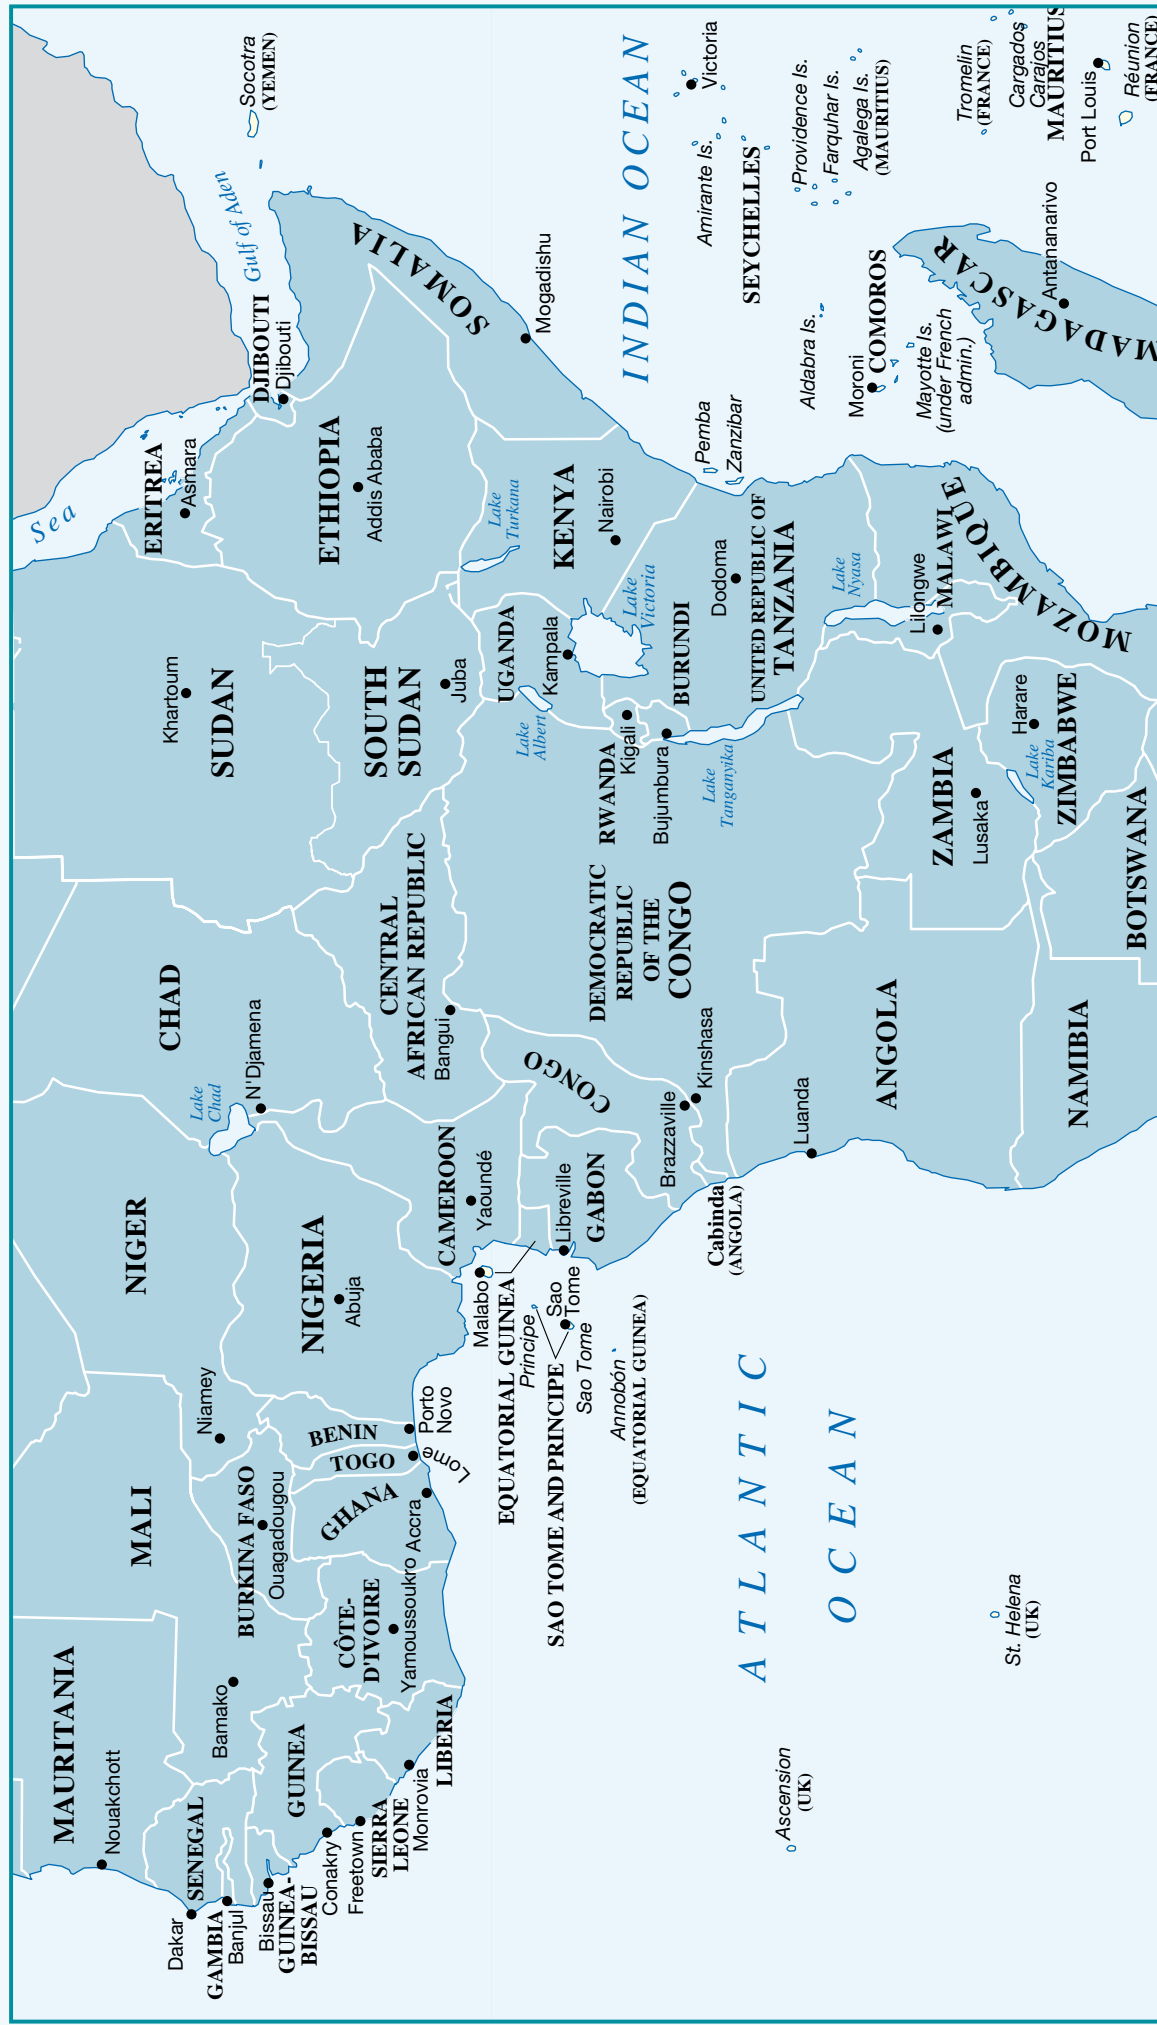 MAURITANIA
Nouakchott
MALI
NIGER
CHAD
Lake
Chad
N'Djamena
Khartoum
SUDAN
ERITREA
Asmara
Sea
Dakar
SENEGAL
GAMBIA
Banjul
Bissau
GUINEA-
BISSAU
Bamako
GUINEA
Conakry
Freetown
SIERRA
LEONE
Monrovia
LIBERIA
BURKINA FASO
Ouagadougou
Niamey
CÔTE-
D'IVOIRE
Yamoussoukro
GHANA
Accra
TOGO
Lome
BENIN
Porto
Novo
NIGERIA
Abuja
CAMEROON
Yaoundé
CENTRAL
AFRICAN REPUBLIC
Bangui
SOUTH
SUDAN
Juba
ETHIOPIA
Addis Ababa
DJIBOUTI
Djibouti
Gulf of Aden
Socotra
(YEMEN)
SOMALIA
Mogadishu
Malabo
EQUATORIAL GUINEA
Principe
SAO TOME AND PRINCIPE
Sao
Tome
Sao Tome
Annobón
(EQUATORIAL GUINEA)
Libreville
GABON
CONGO
Brazzaville
Kinshasa
Cabinda
(ANGOLA)
DEMOCRATIC
REPUBLIC
OF THE
CONGO
UGANDA
Kampala
Lake
Albert
Lake
Turkana
KENYA
Nairobi
Lake
Victoria
RWANDA
Kigali
BURUNDI
Bujumbura
Lake
Tanganyika
Dodoma
UNITED REPUBLIC OF
TANZANIA
Pemba
Zanzibar
INDIAN OCEAN
Victoria
Amirante Is.
SEYCHELLES
Aldabra Is.
Providence Is.
Farquhar Is.
Agalega Is.
(MAURITIUS)
ATLANTIC
OCEAN
Ascension
(UK)
St. Helena
(UK)
Luanda
ANGOLA
ZAMBIA
Lusaka
Lake
Nyasa
Lilongwe
MALAWI
MOZAMBIQUE
Harare
Lake
Kariba
ZIMBABWE
BOTSWANA
NAMIBIA
Moroni
COMOROS
Mayotte Is.
(under French
admin.)
MADAGASCAR
Antananarivo
Tromelin
(FRANCE)
Cargados
Carajos
MAURITIUS
Port Louis
Réunion
(FRANCE)